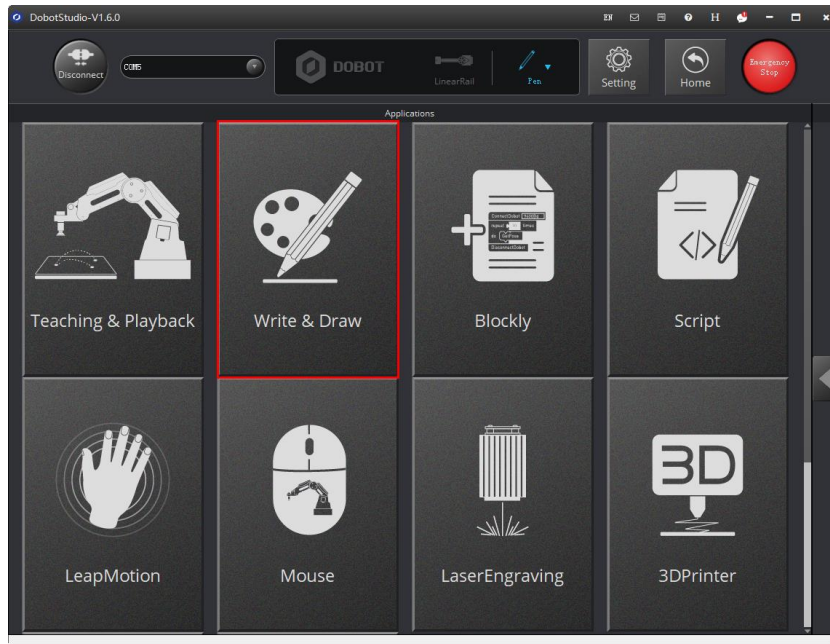 DobotStudio-V1.6.0
EN
H
Disconnect
COM5
DOBOT
LinearRail
Pen
Setting
Home
Emergency
Stop
Applications
Teaching & Playback
Write & Draw
Blockly
Script
3D
LeapMotion
Mouse
LaserEngraving
3DPrinter